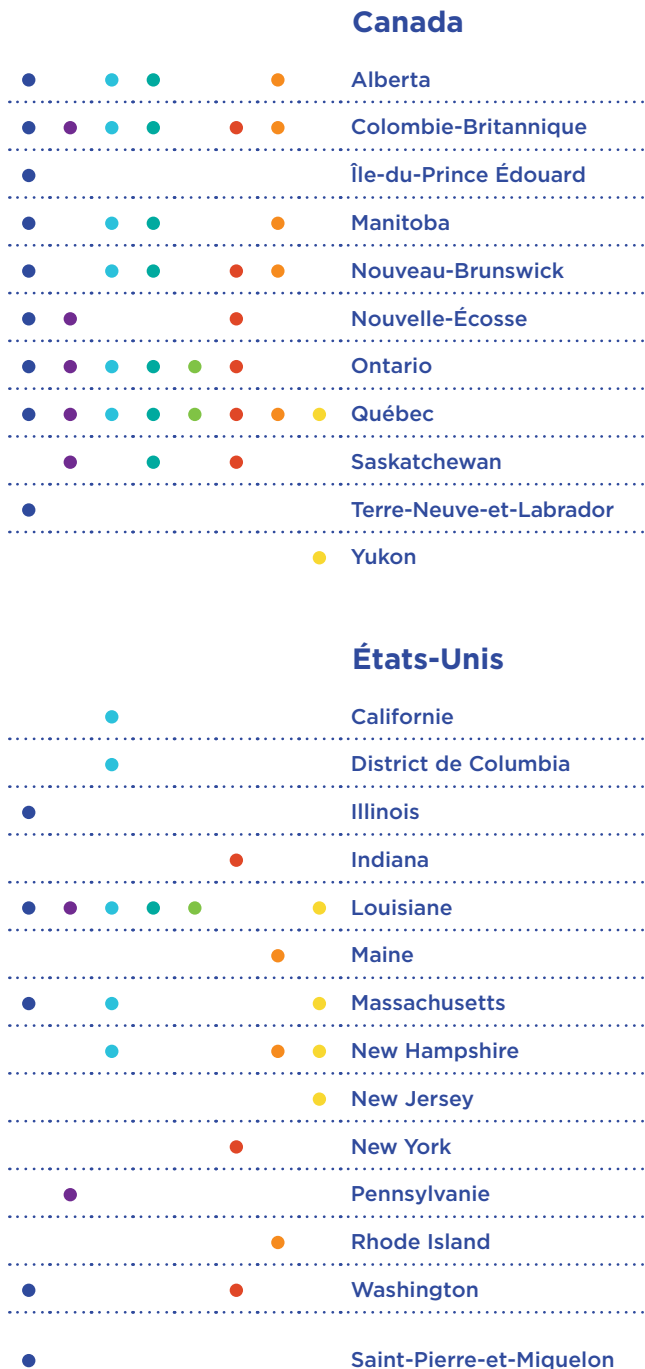 Canada
Alberta
Colombie-Britannique
Île-du-Prince Édouard
Manitoba
Nouveau-Brunswick
Nouvelle-Écosse
Ontario
Québec
Saskatchewan
Terre-Neuve-et-Labrador
Yukon
États-Unis
Californie
District de Columbia
Illinois
Indiana
Louisiane
Maine
Massachusetts
New Hampshire
New Jersey
New York
Pennsylvanie
Rhode Island
Washington
Saint-Pierre-et-Miquelon